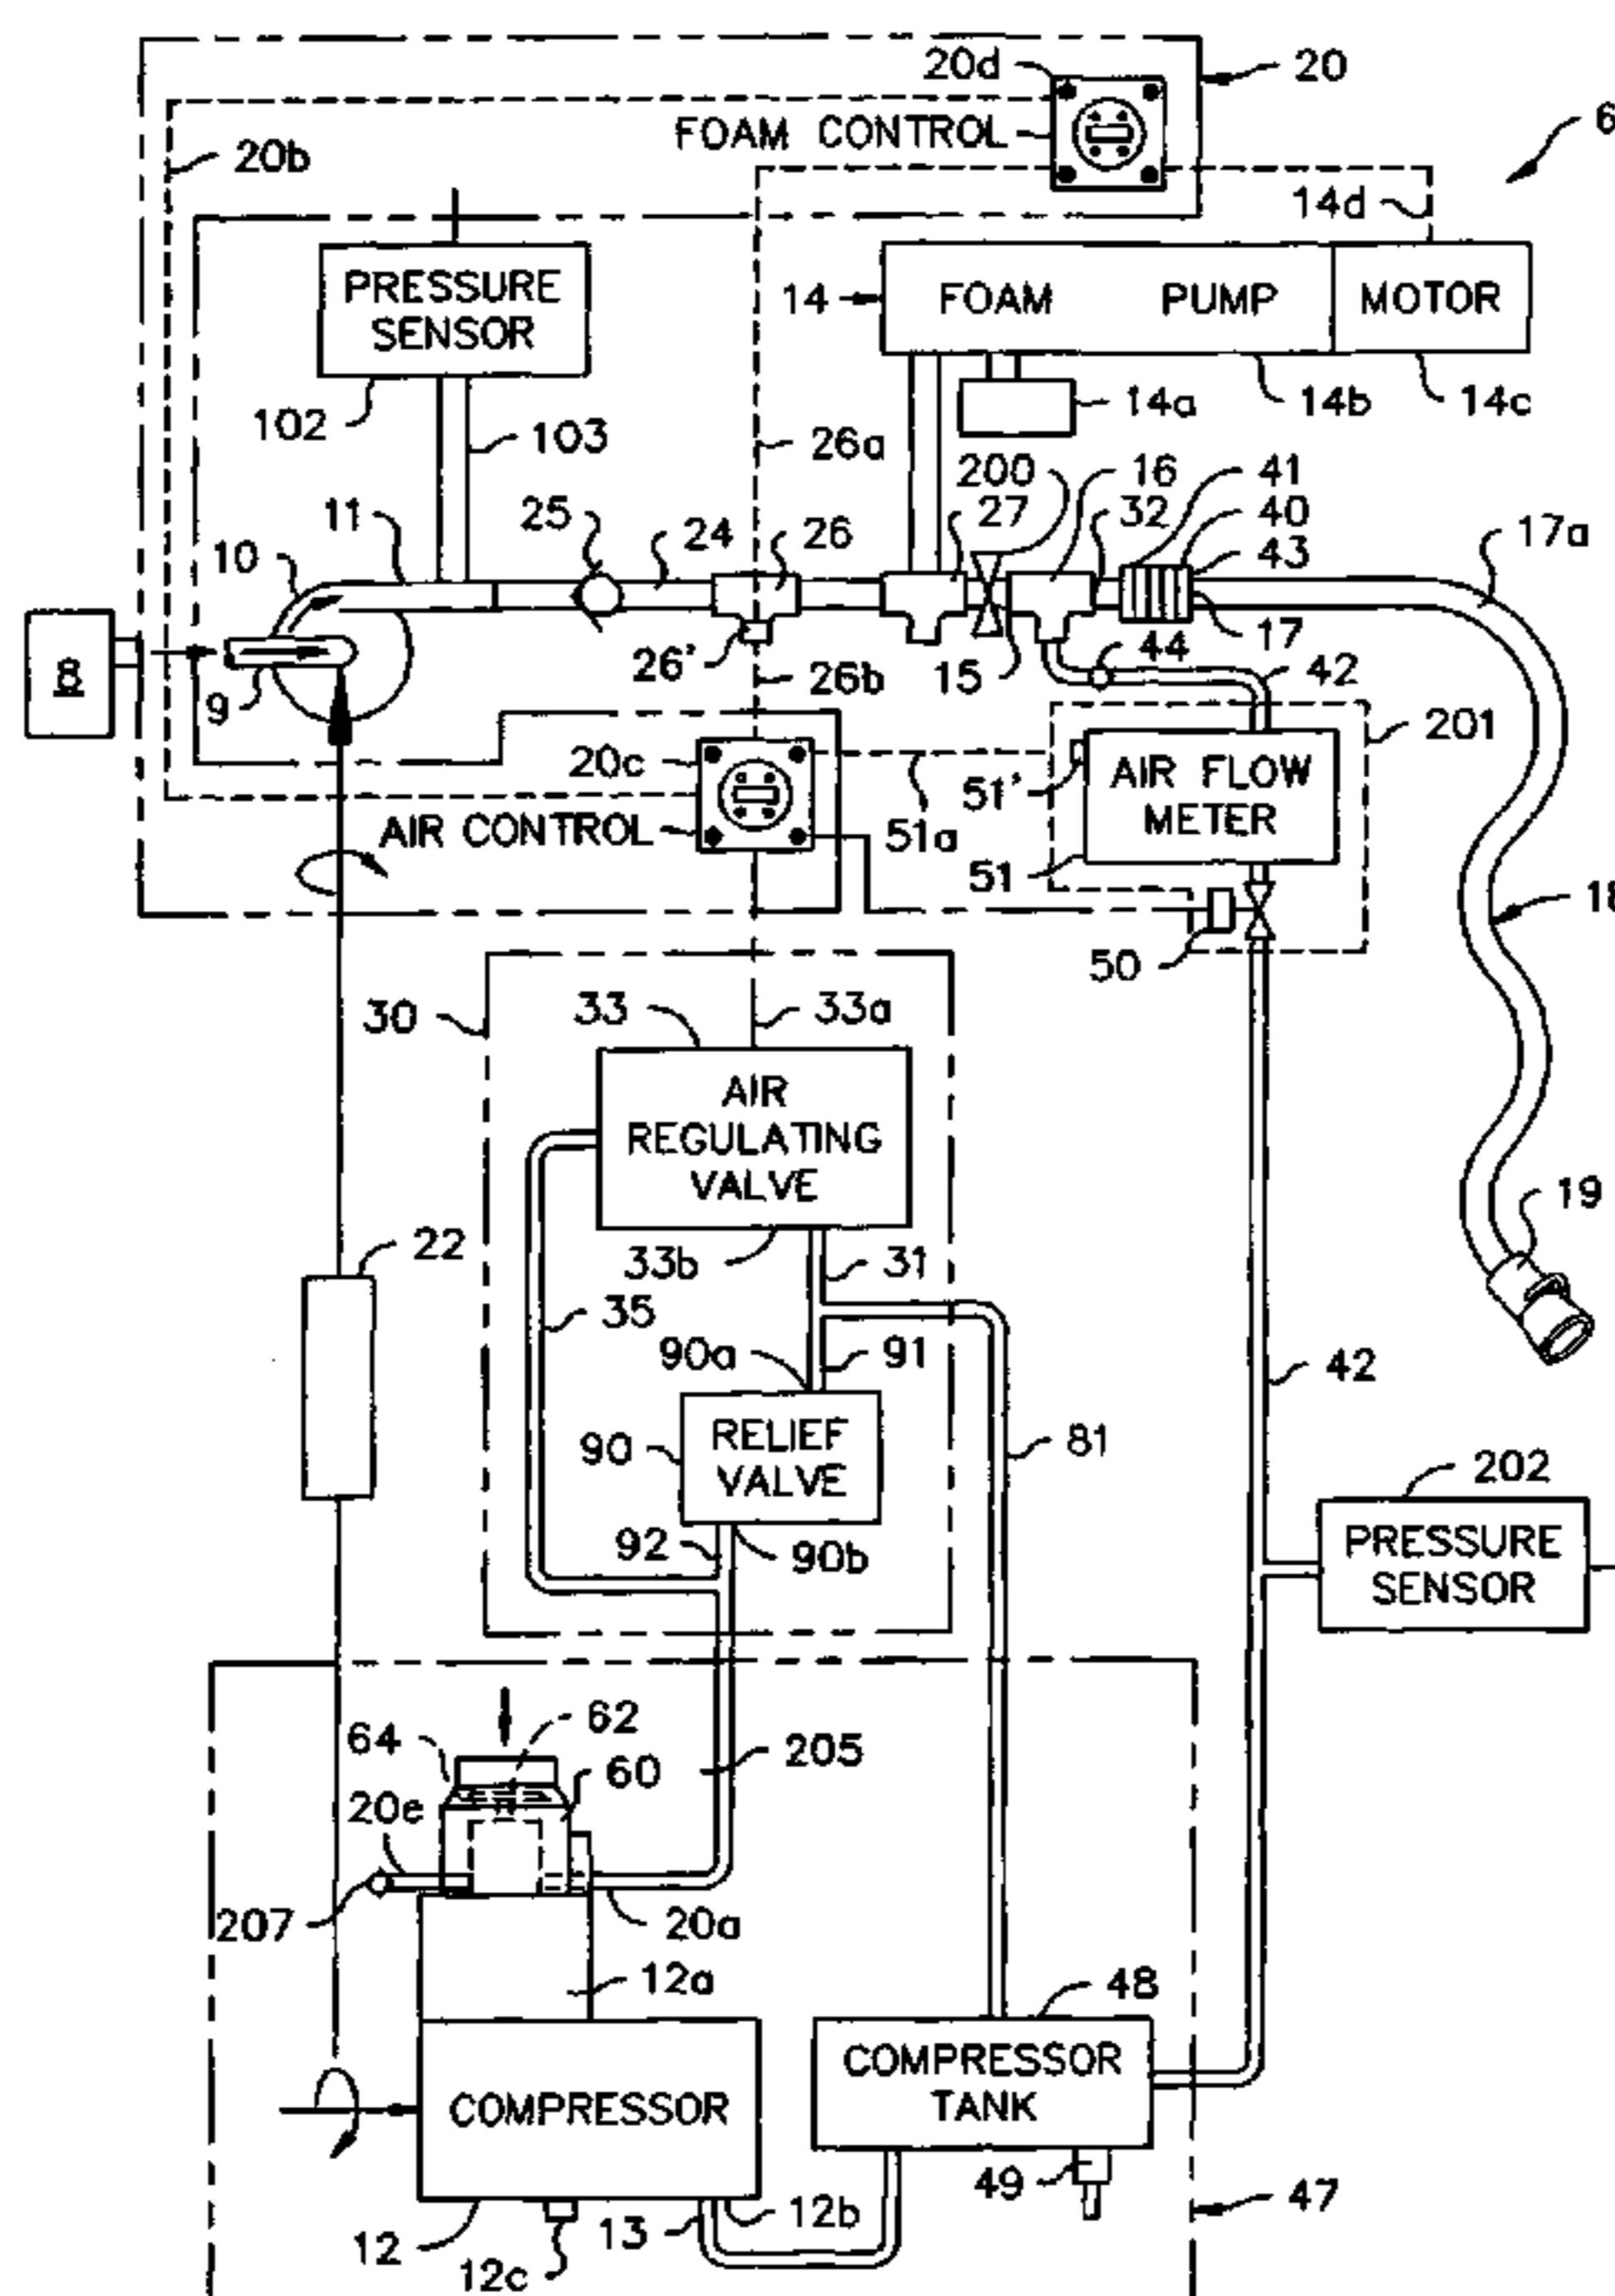 20d
20
FOAM CONTROL
6
20b
14d
PRESSURE
SENSOR
14
FOAM PUMP
MOTOR
102
103
14a
14b
14c
26a
200
16
41
11
25
24
26
27
32
40
17a
10
43
8
26'
15
44
17
9
26b
42
20c
201
51'
AIR FLOW
METER
AIR CONTROL
51a
51
18
50
30
33
33a
AIR
REGULATING
VALVE
19
22
33b
31
35
90a
91
42
90
RELIEF
VALVE
81
202
92
90b
PRESSURE
SENSOR
64
62
205
60
20e
207
20a
12a
48
COMPRESSOR
TANK
COMPRESSOR
49
47
12
13
12b
12c